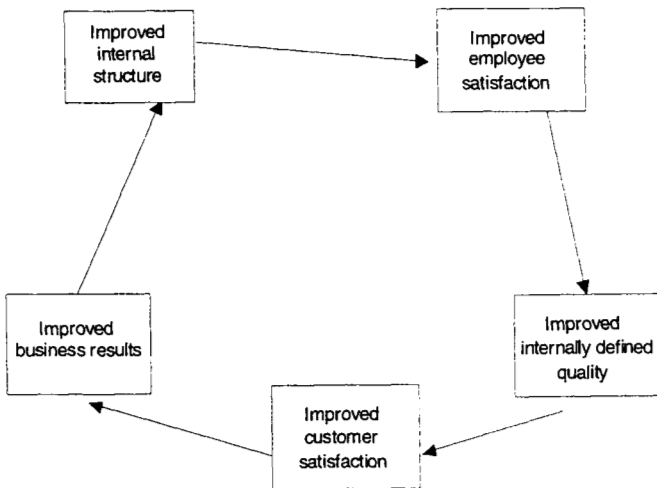 Improved
internal
structure
Improved
employee
satisfaction
Improved
internally defined
quality
Improved
customer
satisfaction
Improved
business results